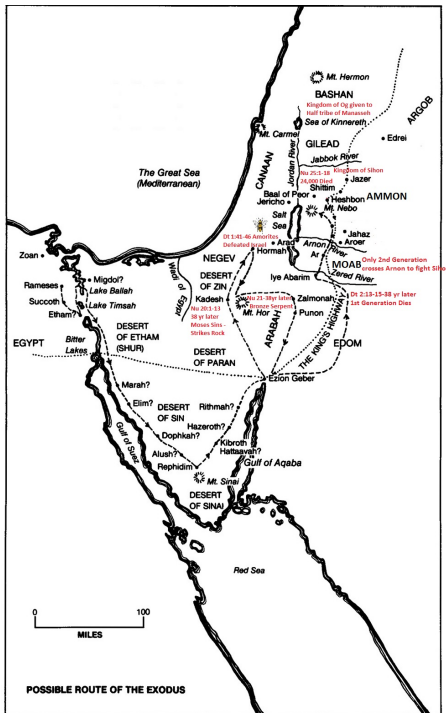 Mt. Hermon
BASHAN
Kingdom of Og given to
Half tribe of Manasseh
ARGOB
Sea of Kinnereth
Mt. Carmel
Edrei
GILEAD
Jabbok River
The Great Sea
(Mediterranean)
CANAAN
Jordan River
Nu 25:1-18
24,000 Died
Kingdom of Sihon
Jazer
Shittim
Baal of Peor
Heshbon
AMMON
Jericho
Mt. Nebo
Salt
Sea
Dt 1:41-46 Amorites
Defeated Israel
Jahaz
Aroer
Arad
Arnon River
Hormah
Ar
MOAB
Only 2nd Generation
crosses Arnon to fight Siho
Zoan
NEGEV
Wadi of Egypt
DESERT
OF ZIN
Iye Abarim
Zered River
Migdol?
Lake Ballah
Rameses
Lake Timsah
Succoth
Etham?
Kadesh
Nu 21-38yr later
Bronze Serpent
Mt. Hor
Zalmonah
Punon
Dt 2:13-15-38 yr later
1st Generation Dies
Nu 20:1-13
38 yr later
Moses Sins -
Strikes Rock
ARABAH
THE KING'S HIGHWAY
EDOM
DESERT
OF ETHAM
(SHUR)
Bitter
Lakes
EGYPT
DESERT
OF PARAN
Ezion Geber
Marah?
Elim?
DESERT
OF SIN
Rithmah?
Hazeroth?
Dophkah?
Kibroth
Hattaavah?
Alush?
Rephidim
Gulf of Suez
Gulf of Aqaba
Mt. Sinai
DESERT
OF SINAI
Red Sea
0 100
MILES
POSSIBLE ROUTE OF THE EXODUS